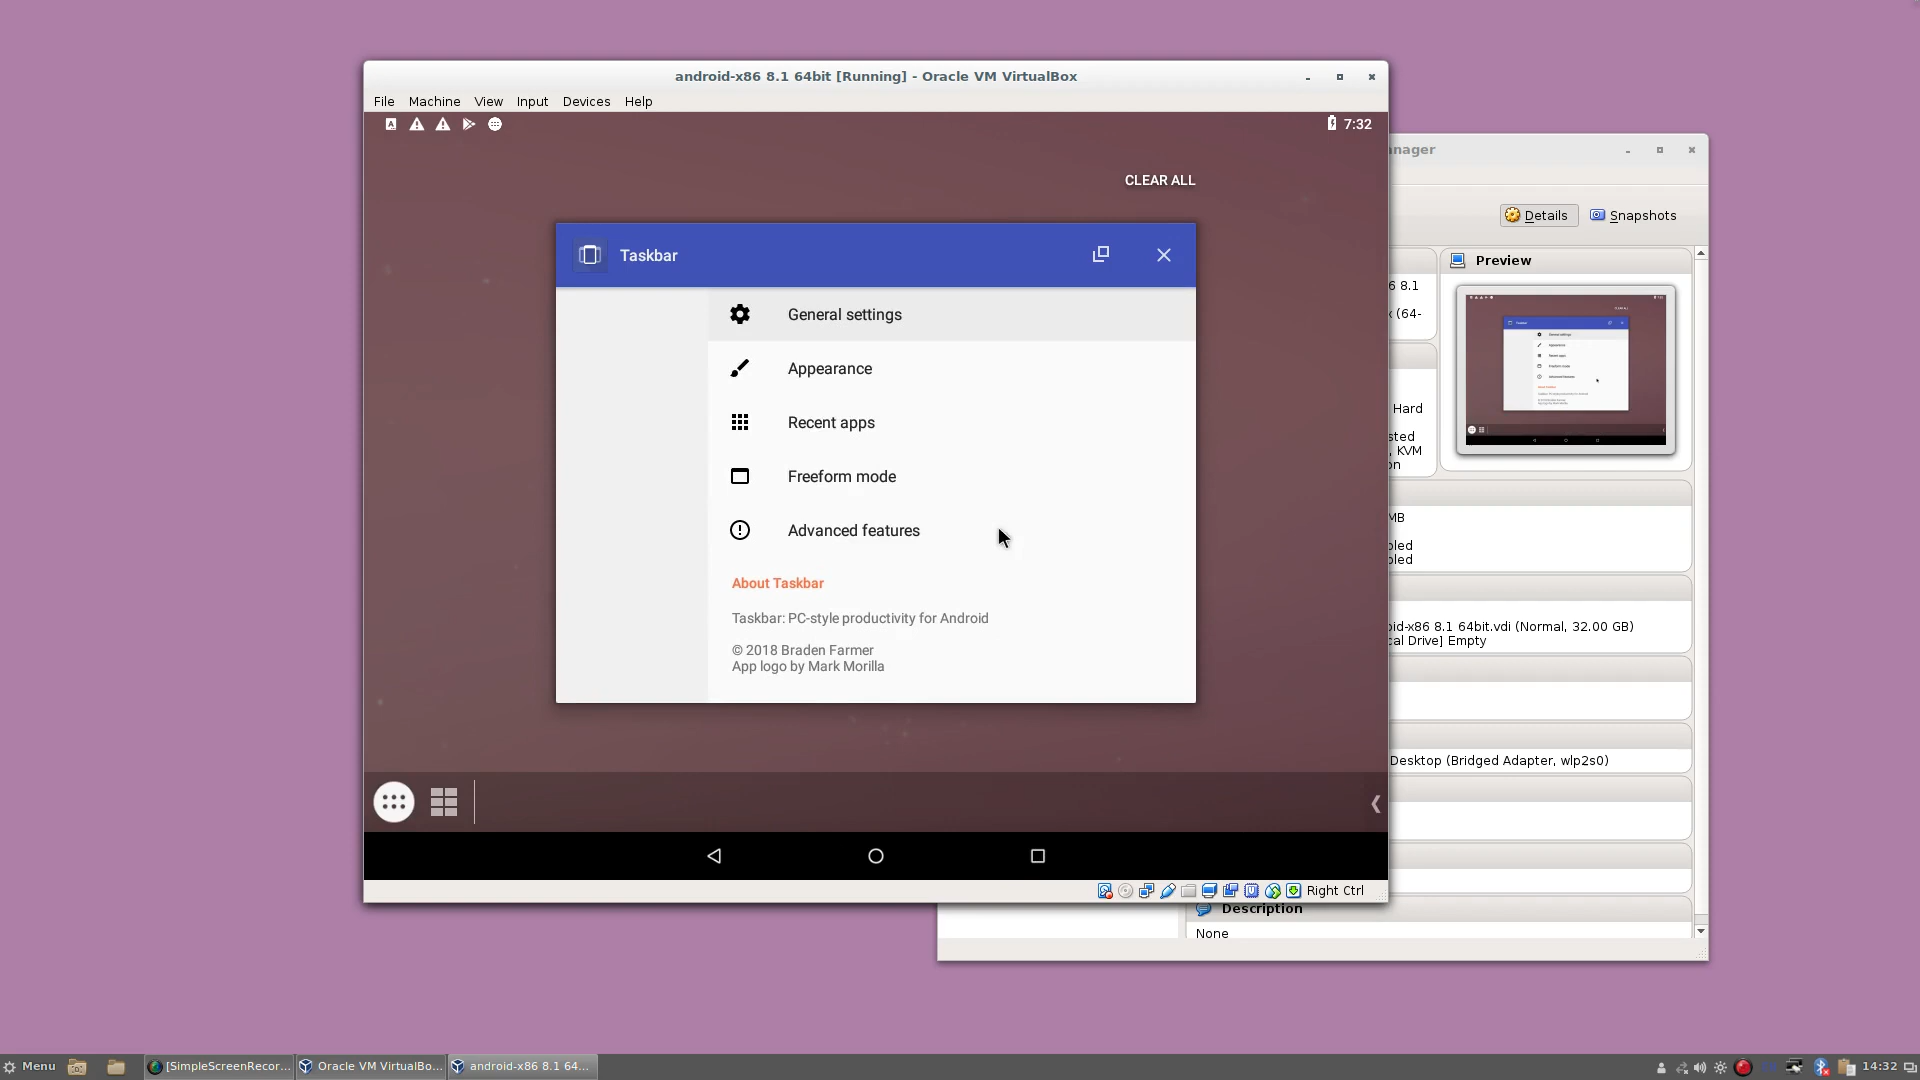 android-x86 8.1 64bit [Running] - Oracle VM VirtualBox
File Machine View Input Devices Help
7:32
CLEAR ALL
Taskbar
General settings
Appearance
Recent apps
Freeform mode
Advanced features
About Taskbar
Taskbar: PC-style productivity for Android
© 2018 Braden Farmer
App logo by Mark Morilla
Right Ctrl
anager
Details Snapshots
Preview
6 8.1
(64-
Hard
sted
, KVM
on
MB
bled
bled
id-x86 8.1 64bit.vdi (Normal, 32.00 GB)
cal Drive] Empty
Desktop (Bridged Adapter, wlp2s0)
Description
None
Menu
[SimpleScreenRecor...
Oracle VM VirtualBo...
android-x86 8.1 64...
14:32